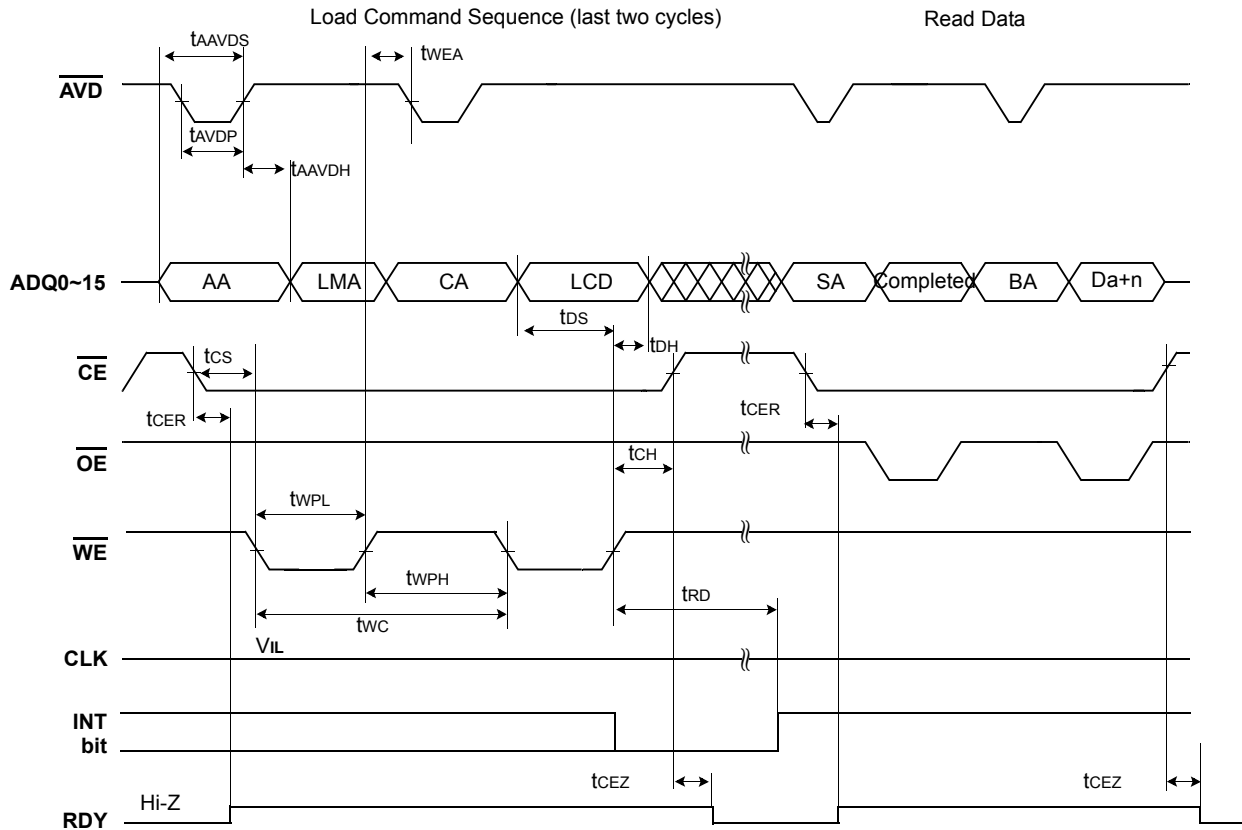 Load Command Sequence (last two cycles) Read Data
tAAVDS
tWEA
AVD
tAVDP
tAAVDH
ADQ0~15 AA LMA CA LCD SA Completed BA Da+n
tDS
tDH
tCS
CE
tCER tCER
OE
tCH
tWPL
WE
tWPH
tRD
tWC
VIL
CLK
INT
bit
tCEZ tCEZ
Hi-Z
RDY